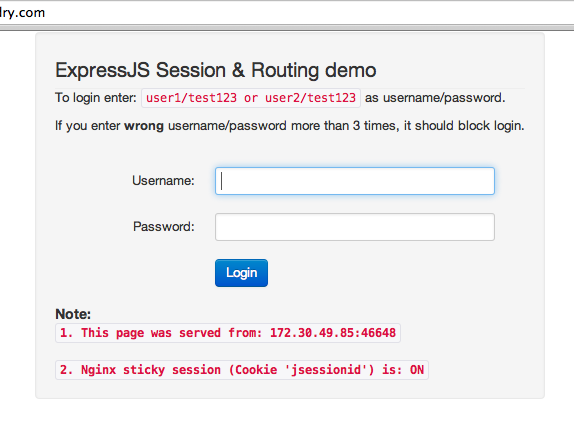 lry.com
ExpressJS Session & Routing demo
To login enter: user1/test123 or user2/test123 as username/password.
If you enter wrong username/password more than 3 times, it should block login.
Username:
Password:
Login
Note:
1. This page was served from: 172.30.49.85:46648
2. Nginx sticky session (Cookie 'jsessionid') is: ON